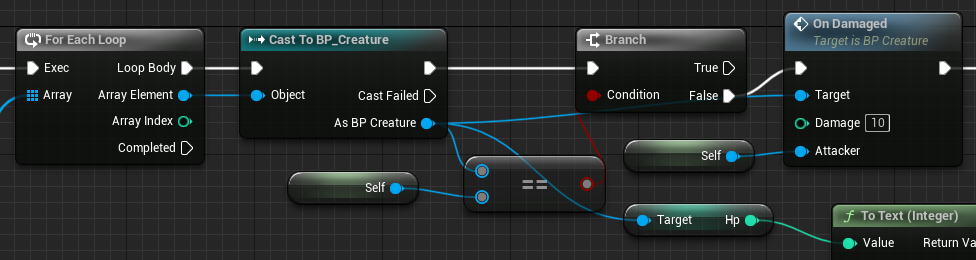 For Each Loop
Exec
Loop Body
Array
Array Element
Array Index
Completed
Cast To BP_Creature
Object
Cast Failed
As BP Creature
Self
==
Branch
True
Condition
False
On Damaged
Target is BP Creature
Target
Damage 10
Attacker
Self
Target
Hp
To Text (Integer)
Value
Return Va